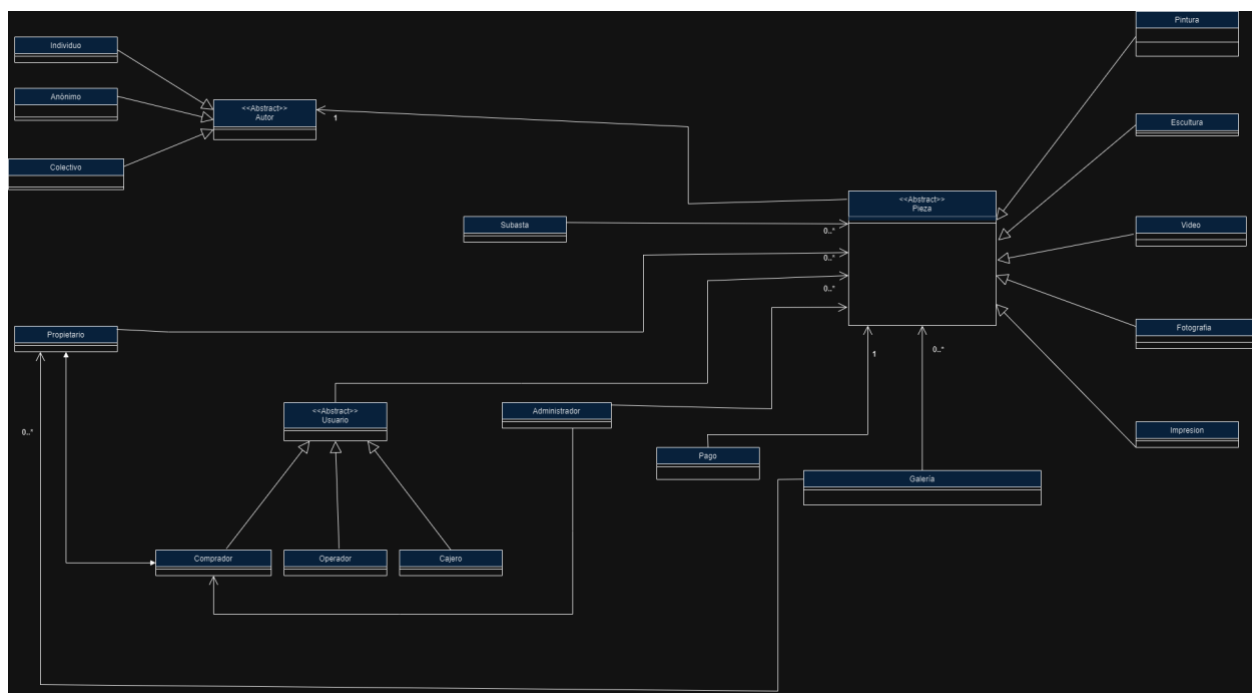 Pintura
Individuo
Anónimo
<<Abstract>>
Autor
1
Escultura
Colectivo
<<Abstract>>
Pieza
Subasta
0..*
Video
0..*
0..*
Propietario
Fotografia
1
0..*
<<Abstract>>
Usuario
Administrador
0..*
Impresion
Pago
Galería
Comprador
Operador
Cajero